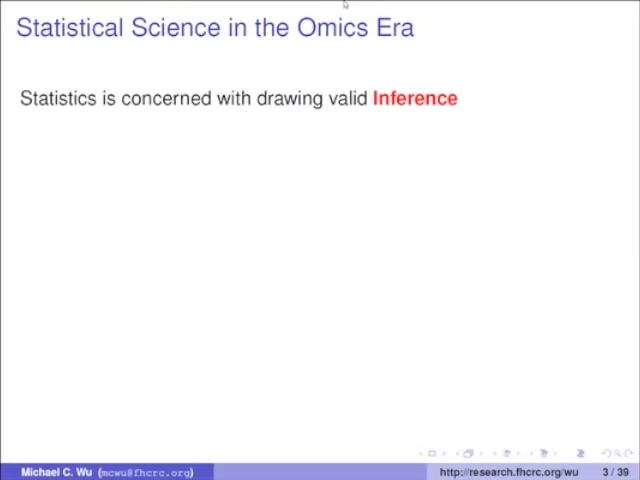 Statistical Science in the Omics Era
Statistics is concerned with drawing valid Inference
Michael C. Wu (mcwu@fhcrc.org) http://research.fhcrc.org/wu 3 / 39